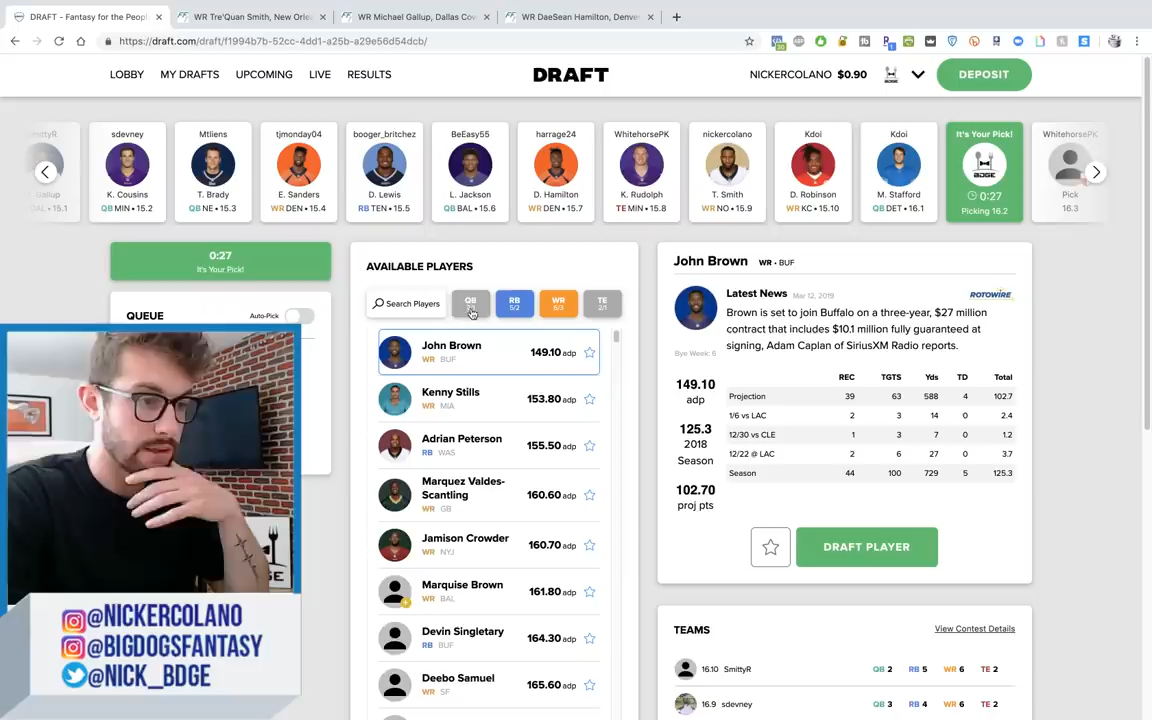 DRAFT - Fantasy for the People
WR Tre'Quan Smith, New Orle
WR Michael Gallup, Dallas Cow
WR DaeSean Hamilton, Denve
https://draft.com/draft/f1994b7b-52cc-4dd1-a25b-a29e56d54dcb/
LOBBY MY DRAFTS UPCOMING LIVE RESULTS
DRAFT
NICKERCOLANO $0.90
DEPOSIT
sdevney
K. Cousins
QB MIN • 15.2
Mtliens
T. Brady
QB NE • 15.3
tjmonday04
E. Sanders
WR DEN • 15.4
booger_britchez
D. Lewis
RB TEN • 15.5
BeEasy55
L. Jackson
QB BAL • 15.6
harrage24
D. Hamilton
WR DEN • 15.7
WhitehorsePK
K. Rudolph
TE MIN • 15.8
nickercolano
T. Smith
WR NO • 15.9
Kdoi
D. Robinson
WR KC • 15.10
Kdoi
M. Stafford
QB DET • 16.1
It's Your Pick!
BDGE
0:27
Picking 16.2
WhitehorsePK
Pick
16.3
0:27
It's Your Pick!
QUEUE
Auto-Pick
AVAILABLE PLAYERS
Search Players
QB
RB
5/2
WR
6/3
TE
2/1
John Brown
WR BUF
149.10 adp
Kenny Stills
WR MIA
153.80 adp
Adrian Peterson
RB WAS
155.50 adp
Marquez Valdes-
Scantling
WR GB
160.60 adp
Jamison Crowder
WR NYJ
160.70 adp
Marquise Brown
WR BAL
161.80 adp
Devin Singletary
RB BUF
164.30 adp
Deebo Samuel
WR SF
165.60 adp
John Brown WR • BUF
Latest News Mar 12, 2019
ROTOWIRE
Brown is set to join Buffalo on a three-year, $27 million
contract that includes $10.1 million fully guaranteed at
signing, Adam Caplan of SiriusXM Radio reports.
Bye Week: 6
149.10
adp
125.3
2018
Season
102.70
proj pts
REC TGTS Yds TD Total
Projection 39 63 588 4 102.7
1/6 vs LAC 2 3 14 0 2.4
12/30 vs CLE 1 3 7 0 1.2
12/22 @ LAC 2 6 27 0 3.7
Season 44 100 729 5 125.3
DRAFT PLAYER
TEAMS
View Contest Details
16.10 SmittyR QB 2 RB 5 WR 6 TE 2
16.9 sdevney QB 3 RB 4 WR 6 TE 2
@NICKERCOLANO
@BIGDOGSFANTASY
@NICK_BDGE